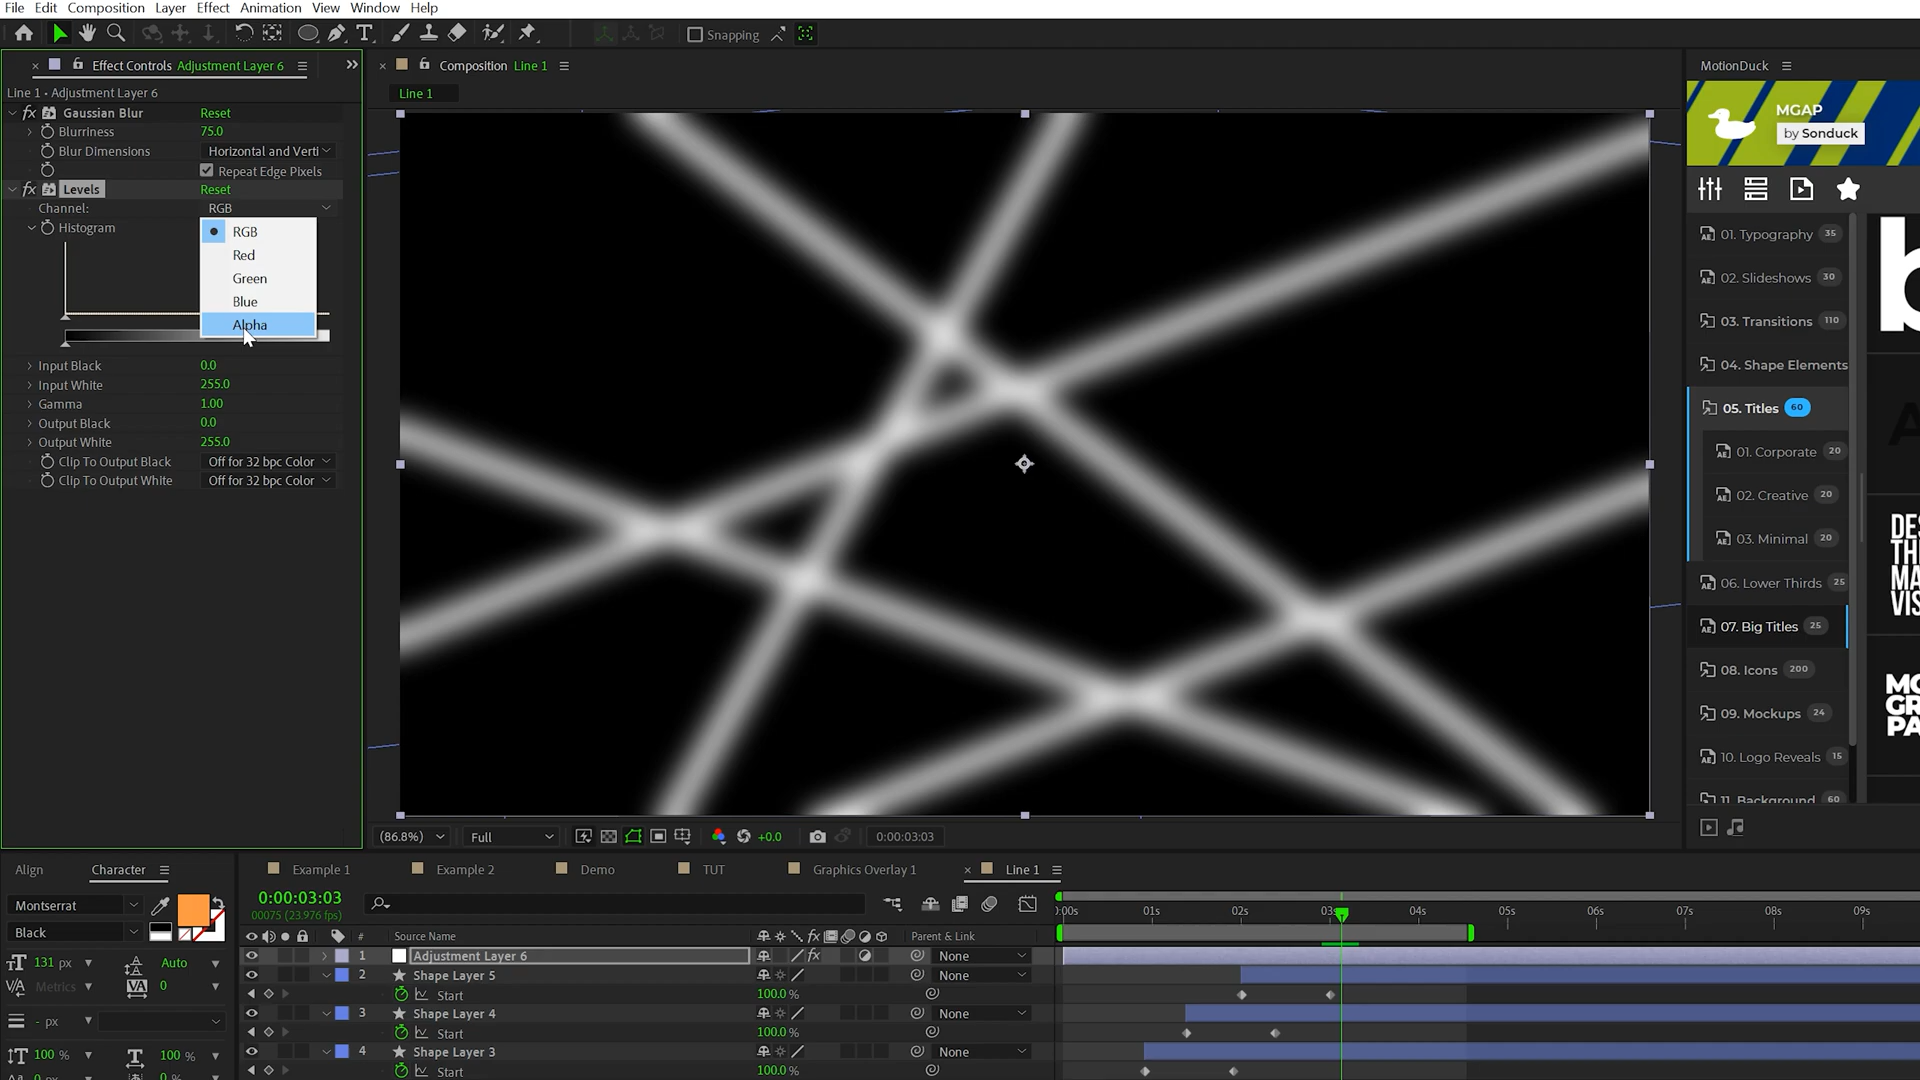 File Edit Composition Layer Effect Animation View Window Help
Snapping
Effect Controls Adjustment Layer 6
Composition Line 1
MotionDuck
Line 1 • Adjustment Layer 6
Line 1
fx Gaussian Blur Reset
Blurriness 75.0
Blur Dimensions Horizontal and Verti
Repeat Edge Pixels
fx Levels Reset
Channel: RGB
Histogram
RGB
Red
Green
Blue
Alpha
Input Black 0.0
Input White 255.0
Gamma 1.00
Output Black 0.0
Output White 255.0
Clip To Output Black Off for 32 bpc Color
Clip To Output White Off for 32 bpc Color
MGAP
by Sonduck
01. Typography 35
02. Slideshows 30
03. Transitions 110
04. Shape Elements
05. Titles 60
01. Corporate 20
02. Creative 20
03. Minimal 20
06. Lower Thirds 25
07. Big Titles 25
08. Icons 200
09. Mockups 24
10. Logo Reveals 15
11. Background 60
(86.8%) Full +0.0 0:00:03:03
Align Character
Example 1 Example 2 Demo TUT Graphics Overlay 1 Line 1
Montserrat
Black
131 px Auto
Metrics 0
- px
100 % 100 %
0:00:03:03
00075 (23.976 fps)
:00s 01s 02s 03s 04s 05s 06s 07s 08s 09s
# Source Name fx Parent & Link
1 Adjustment Layer 6 fx None
2 Shape Layer 5 None
Start 100.0 %
3 Shape Layer 4 None
Start 100.0 %
4 Shape Layer 3 None
Start 100.0 %